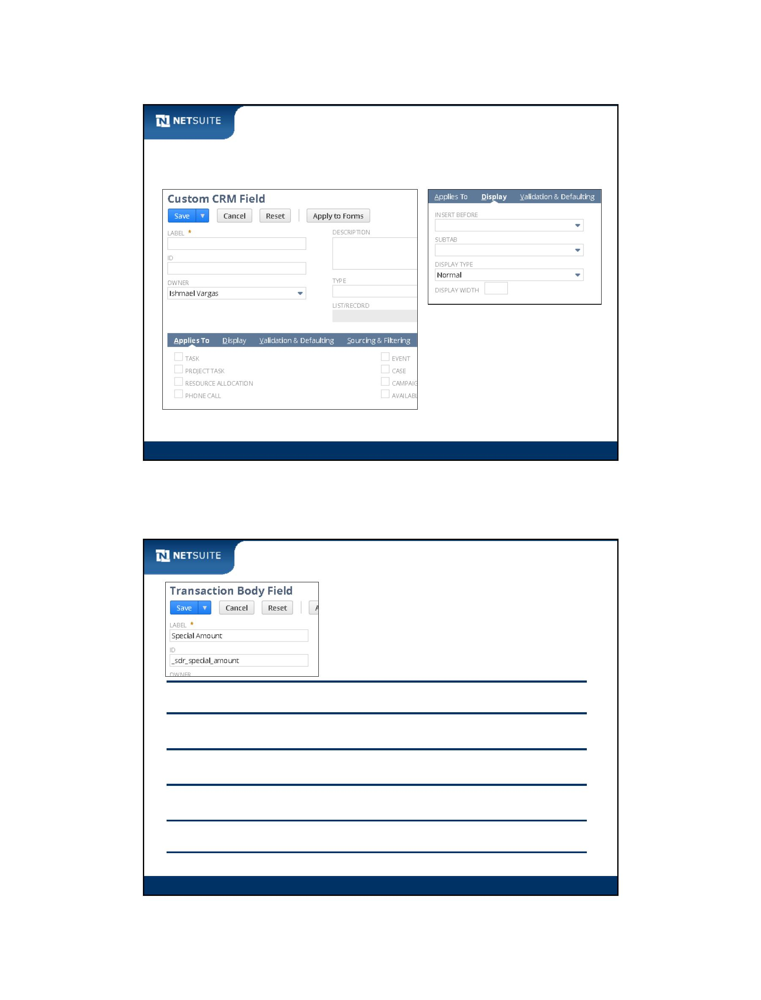 NETSUITE
Custom CRM Field
Save Cancel Reset Apply to Forms
LABEL *
DESCRIPTION
ID
OWNER
Ishmael Vargas
TYPE
LIST/RECORD
Applies To Display Validation & Defaulting Sourcing & Filtering
TASK EVENT
PROJECT TASK CASE
RESOURCE ALLOCATION CAMPAIG
PHONE CALL AVAILABL
Applies To Display Validation & Defaulting
INSERT BEFORE
SUBTAB
DISPLAY TYPE
Normal
DISPLAY WIDTH
NETSUITE
Transaction Body Field
Save Cancel Reset A
LABEL *
Special Amount
ID
_sdr_special_amount
OWNER